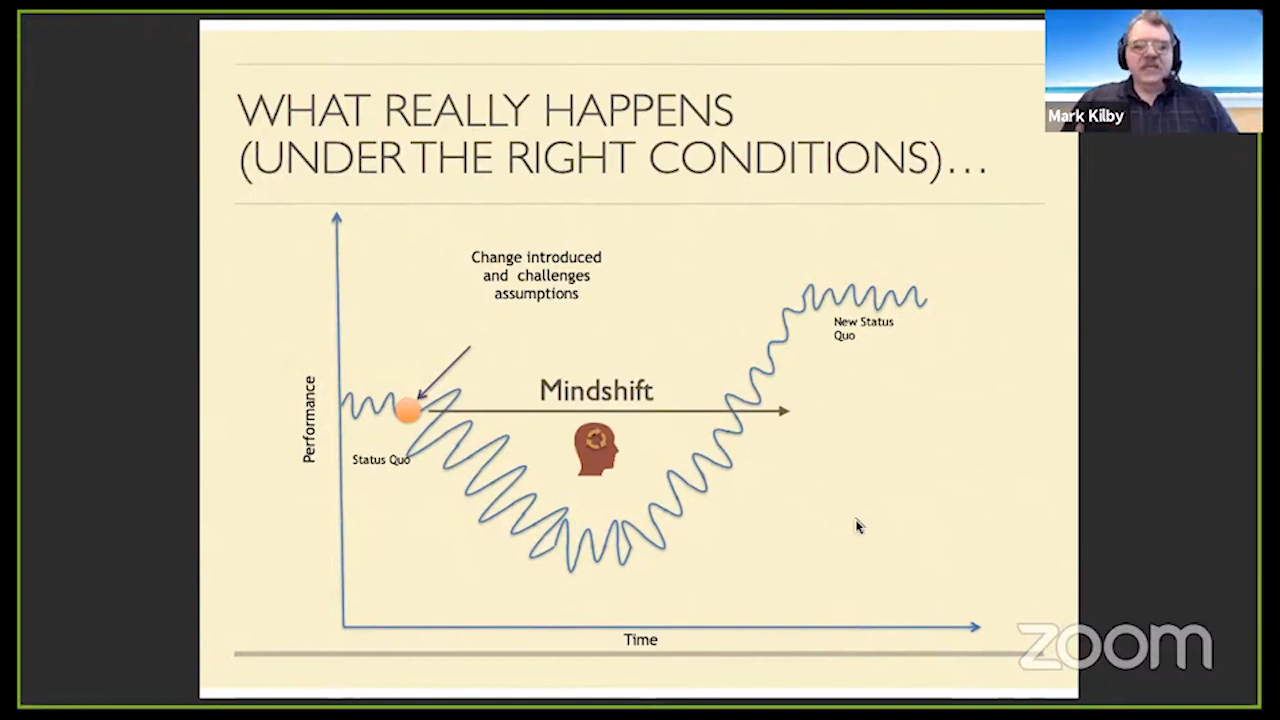 WHAT REALLY HAPPENS
(UNDER THE RIGHT CONDITIONS)...
Mark Kilby
Change introduced
and challenges
assumptions
New Status
Quo
Mindshift
Performance
Status Quo
Time
zoom